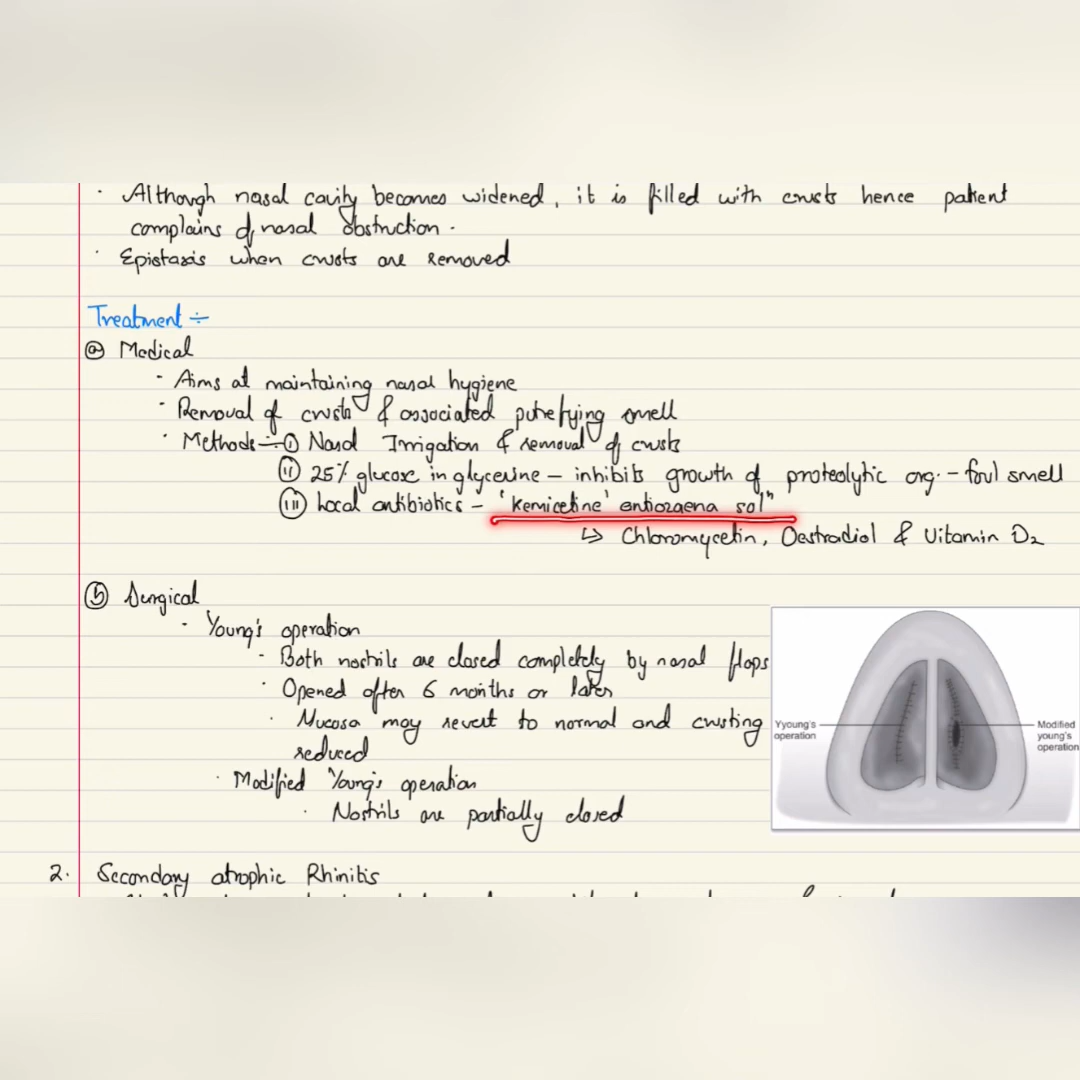 · Although nasal cavity becomes widened, it is filled with crusts hence patient
complains of nasal obstruction.
· Epistaxis when crusts are removed
Treatment ÷
ⓐ Medical
- Aims at maintaining nasal hygiene
· Removal of crusts & associated putrefying smell
· Methods ÷ ⓘ Nasal Irrigation & removal of crusts
(ii) 25% glucose in glycerine – inhibits growth of proteolytic org. – foul smell
(iii) Local antibiotics – 'Kemicetine' antiozaena sol"
↳ Chloromycetin, Oestradiol & Vitamin D2
ⓑ Surgical
· Young's operation
· Both nostrils are closed completely by nasal flaps
· Opened after 6 months or later
· Mucosa may revert to normal and crusting
reduced
· Modified Young's operation
· Nostrils are partially closed
Yyoung's
operation
Modified
young's
operation
2. Secondary atrophic Rhinitis